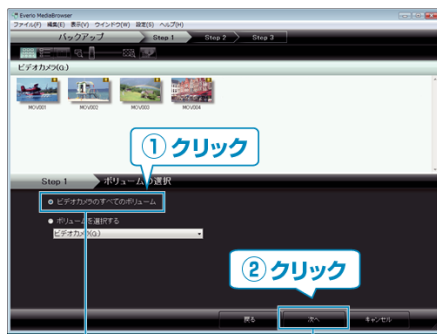 Everio MediaBrowser
ファイル(F) 編集(E) 表示(V) ウインドウ(W) 設定(S) ヘルプ(H)
バックアップ Step 1 Step 2 Step 3
ビデオカメラ(G:)
MOV001 MOV002 MOV003 MOV004
① クリック
Step 1 ボリュームの選択
ビデオカメラのすべてのボリューム
ボリュームを選択する
ビデオカメラ(G:)
② クリック
戻る 次へ キャンセル